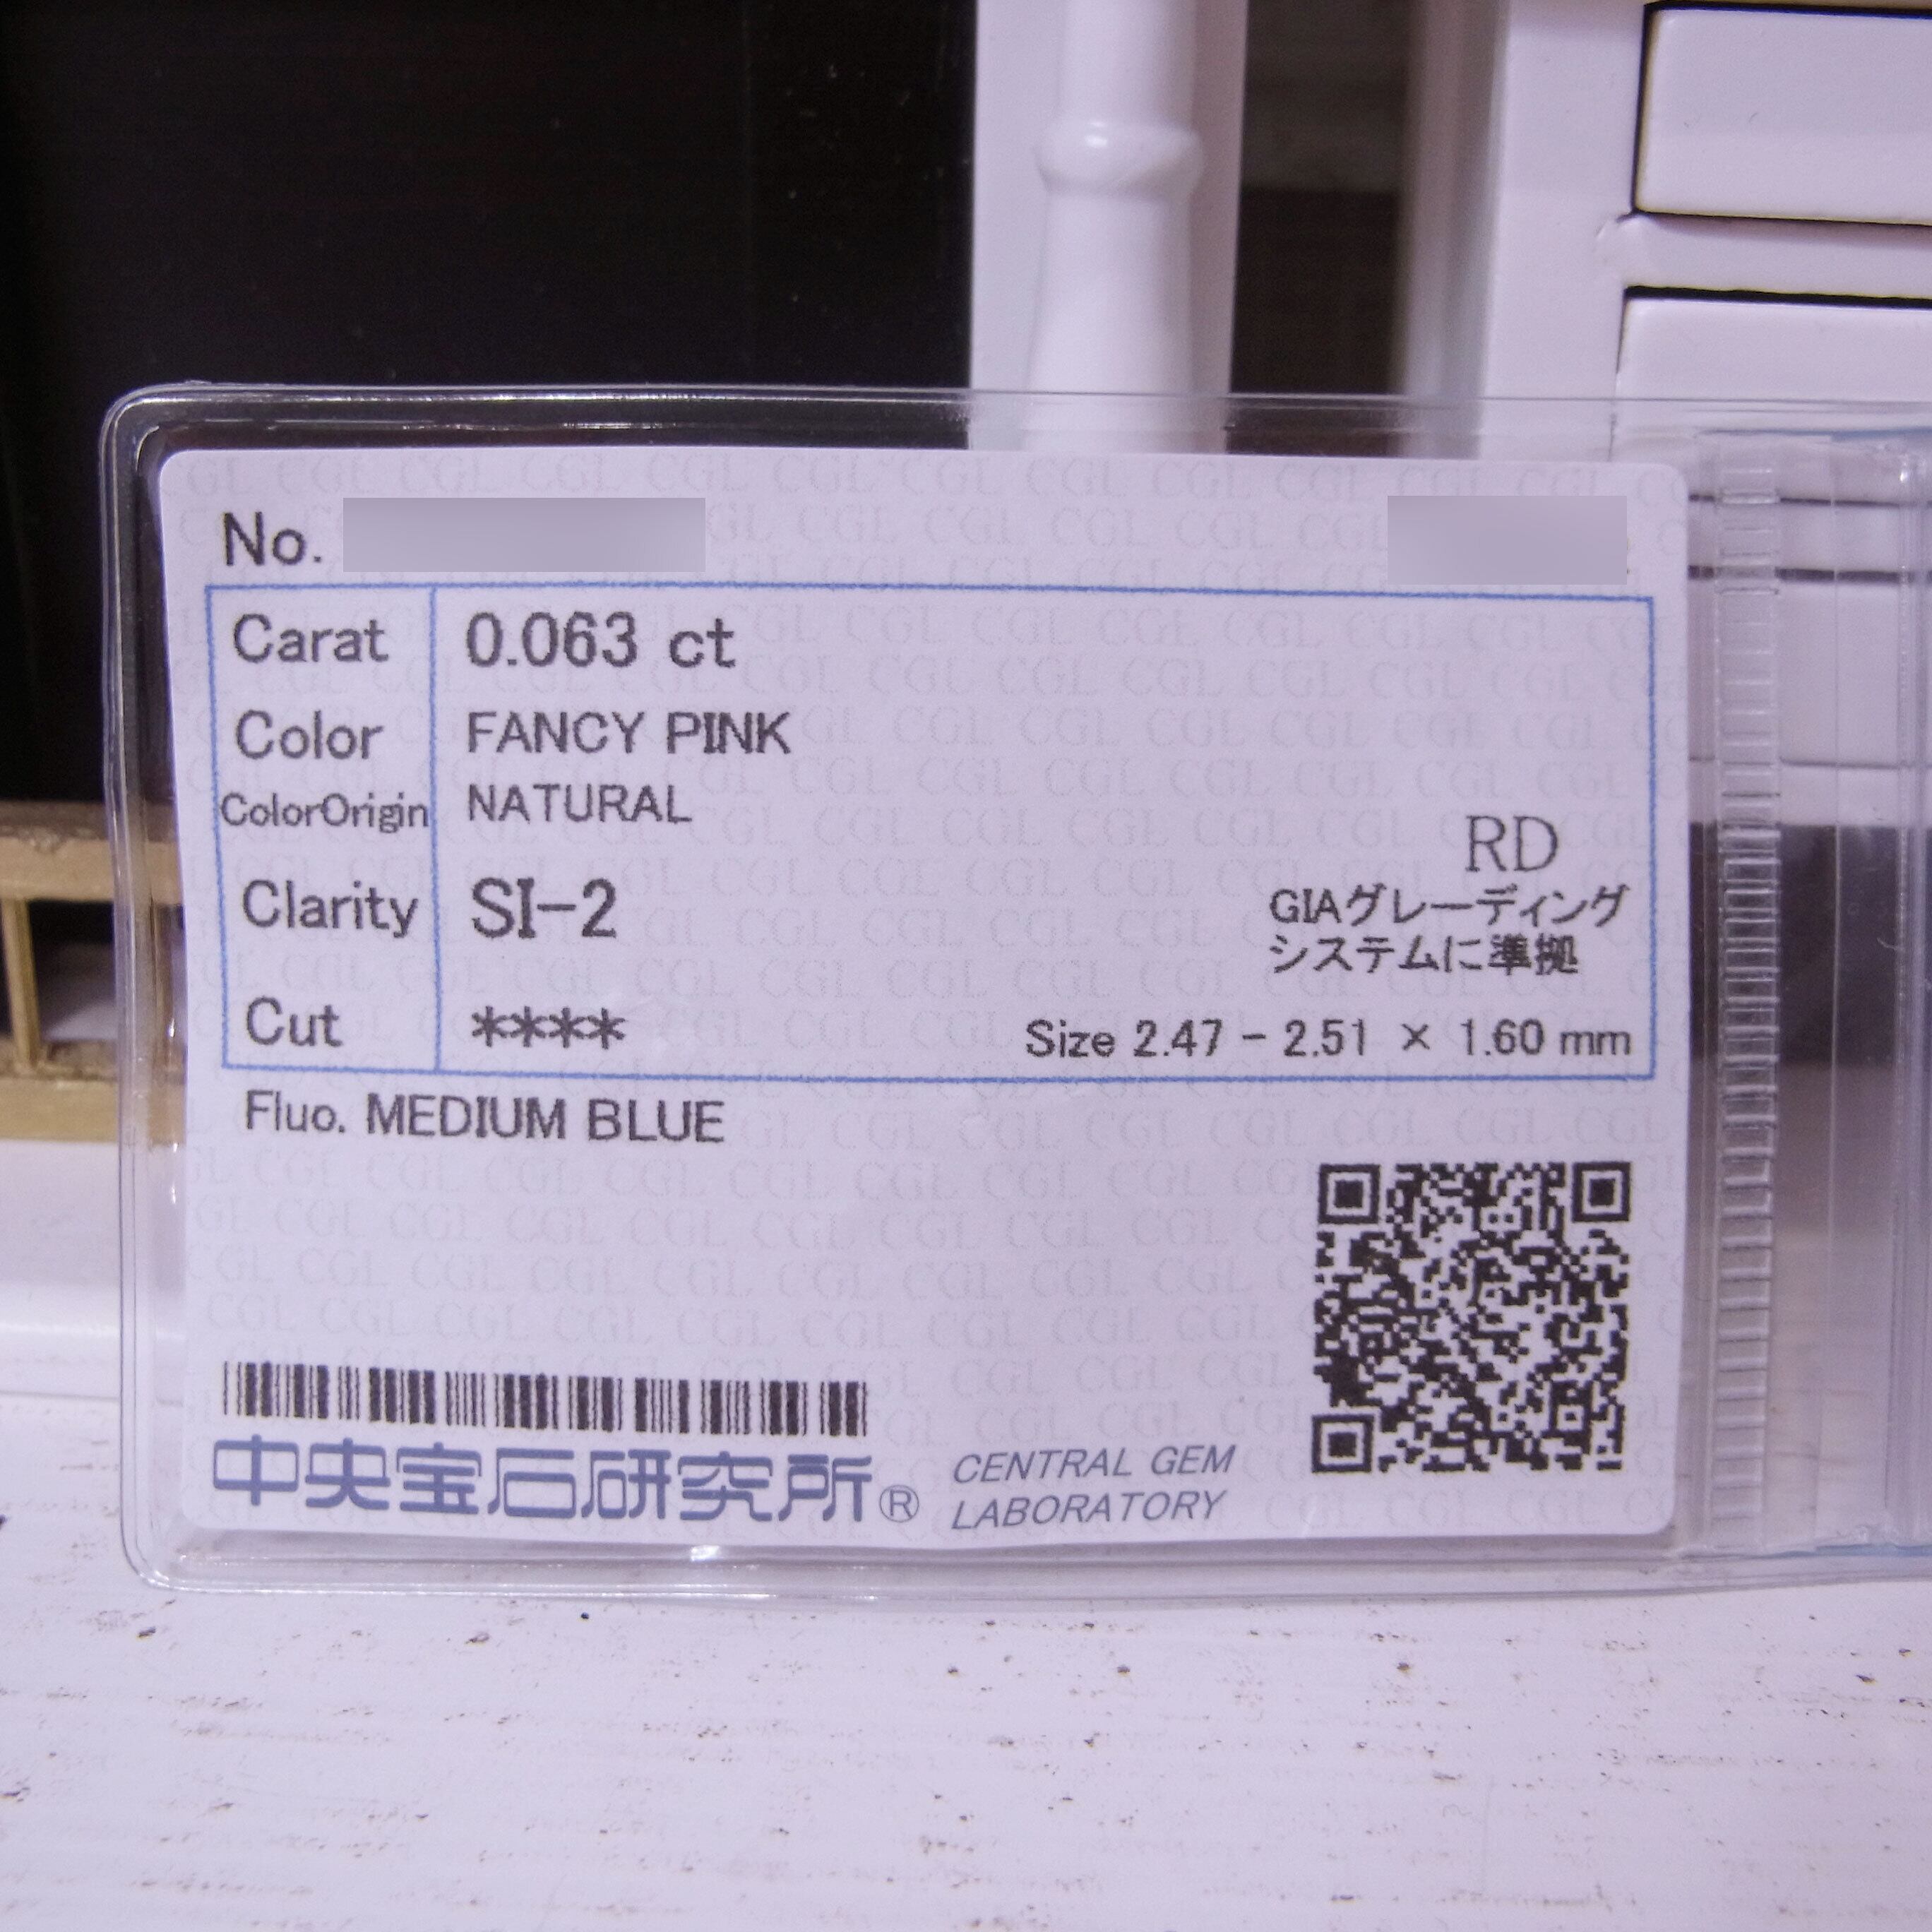 No.
Carat 0.063 ct
Color FANCY PINK
ColorOrigin NATURAL
RD
Clarity SI-2
GIAグレーディング
システムに準拠
Cut ****
Size 2.47 - 2.51 × 1.60 mm
Fluo. MEDIUM BLUE
中央宝石研究所®
CENTRAL GEM
LABORATORY